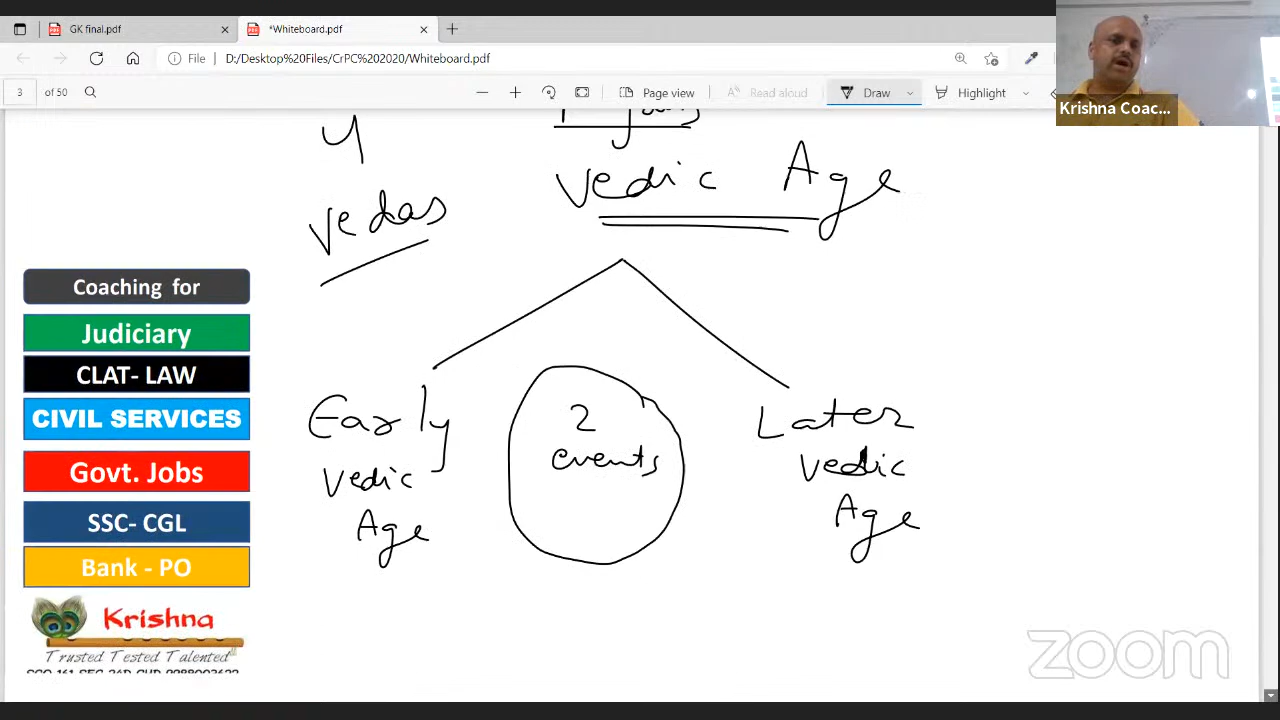 GK final.pdf
*Whiteboard.pdf
File
D:/Desktop%20Files/CrPC%202020/Whiteboard.pdf
3 of 50
Page view
Read aloud
Draw
Highlight
Krishna Coac...
4
vedas
Vedic Age
Early
Vedic
Age
2
events
Later
Vedic
Age
Coaching for
Judiciary
CLAT- LAW
CIVIL SERVICES
Govt. Jobs
SSC- CGL
Bank - PO
Krishna
Trusted Tested Talented
zoom